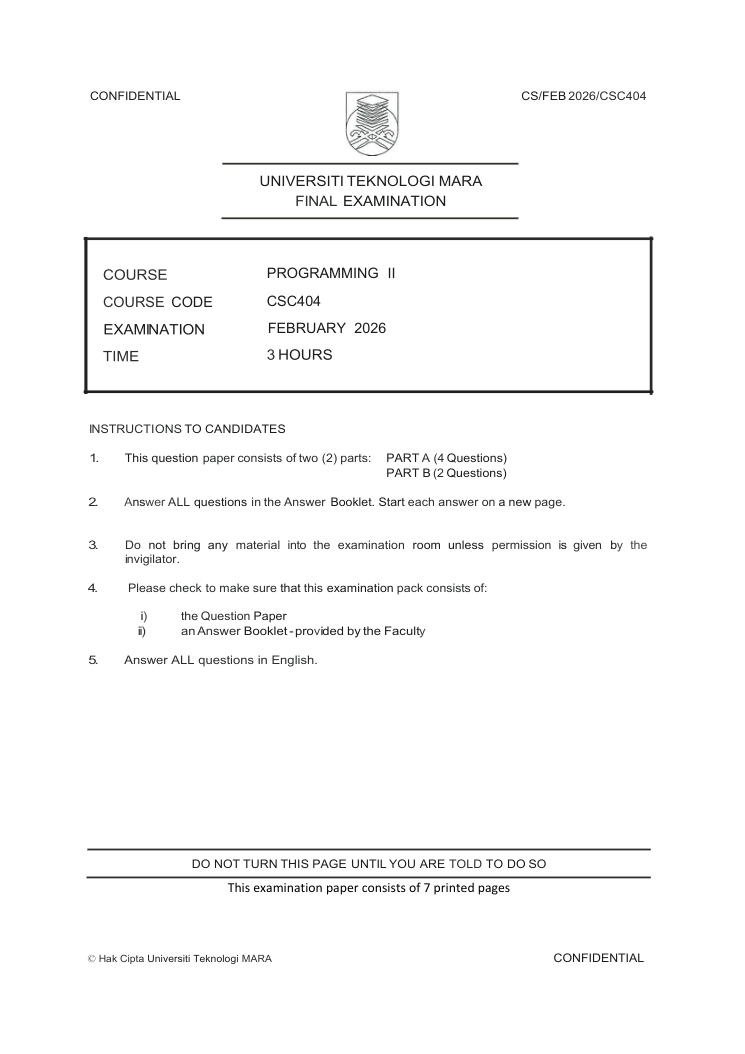 CONFIDENTIAL CS/FEB 2026/CSC404
UNIVERSITI TEKNOLOGI MARA
FINAL EXAMINATION
COURSE PROGRAMMING II
COURSE CODE CSC404
EXAMINATION FEBRUARY 2026
TIME 3 HOURS
INSTRUCTIONS TO CANDIDATES
1. This question paper consists of two (2) parts: PART A (4 Questions)
PART B (2 Questions)
2. Answer ALL questions in the Answer Booklet. Start each answer on a new page.
3. Do not bring any material into the examination room unless permission is given by the
invigilator.
4. Please check to make sure that this examination pack consists of:
i) the Question Paper
ii) an Answer Booklet - provided by the Faculty
5. Answer ALL questions in English.
DO NOT TURN THIS PAGE UNTIL YOU ARE TOLD TO DO SO
This examination paper consists of 7 printed pages
© Hak Cipta Universiti Teknologi MARA CONFIDENTIAL